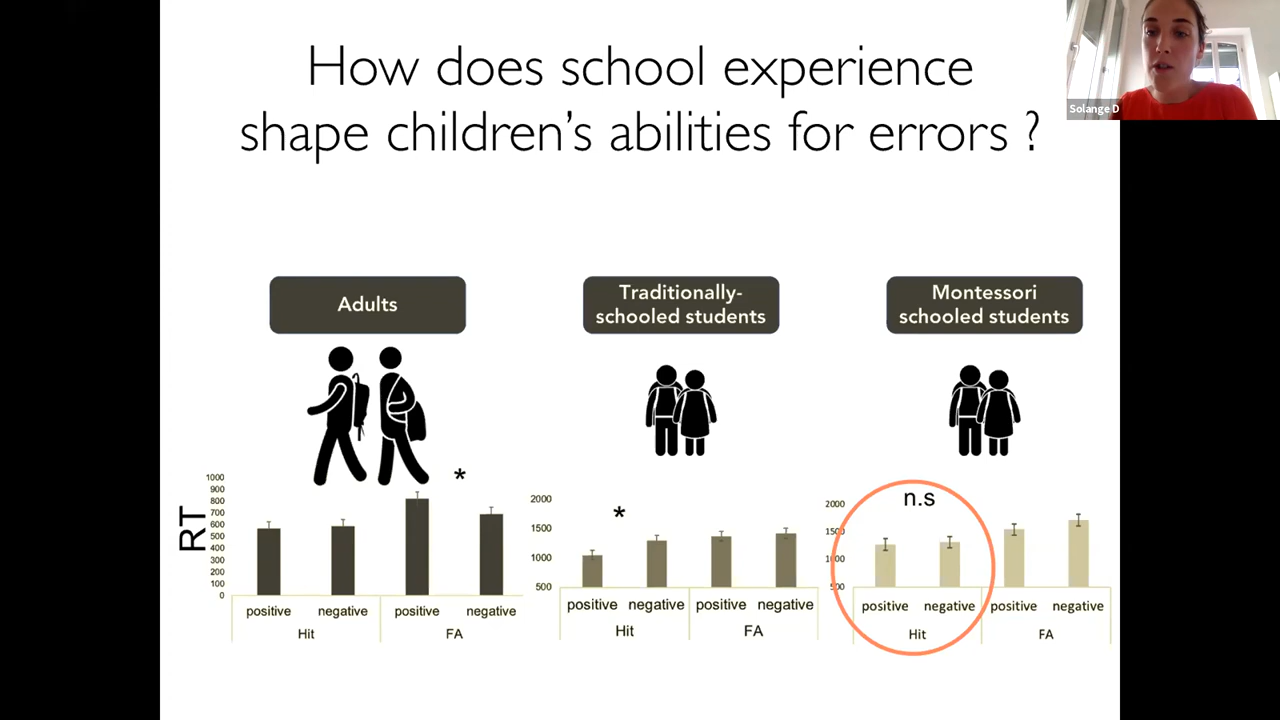 How does school experience
shape children's abilities for errors ?
Solange D
Adults
Traditionally-
schooled students
Montessori
schooled students
RT
1000
900
800
700
600
500
400
300
200
100
0
*
positive negative positive negative
Hit FA
2000
1500
1000
500
*
positive negative positive negative
Hit FA
2000
1500
1000
500
n.s
positive negative positive negative
Hit FA